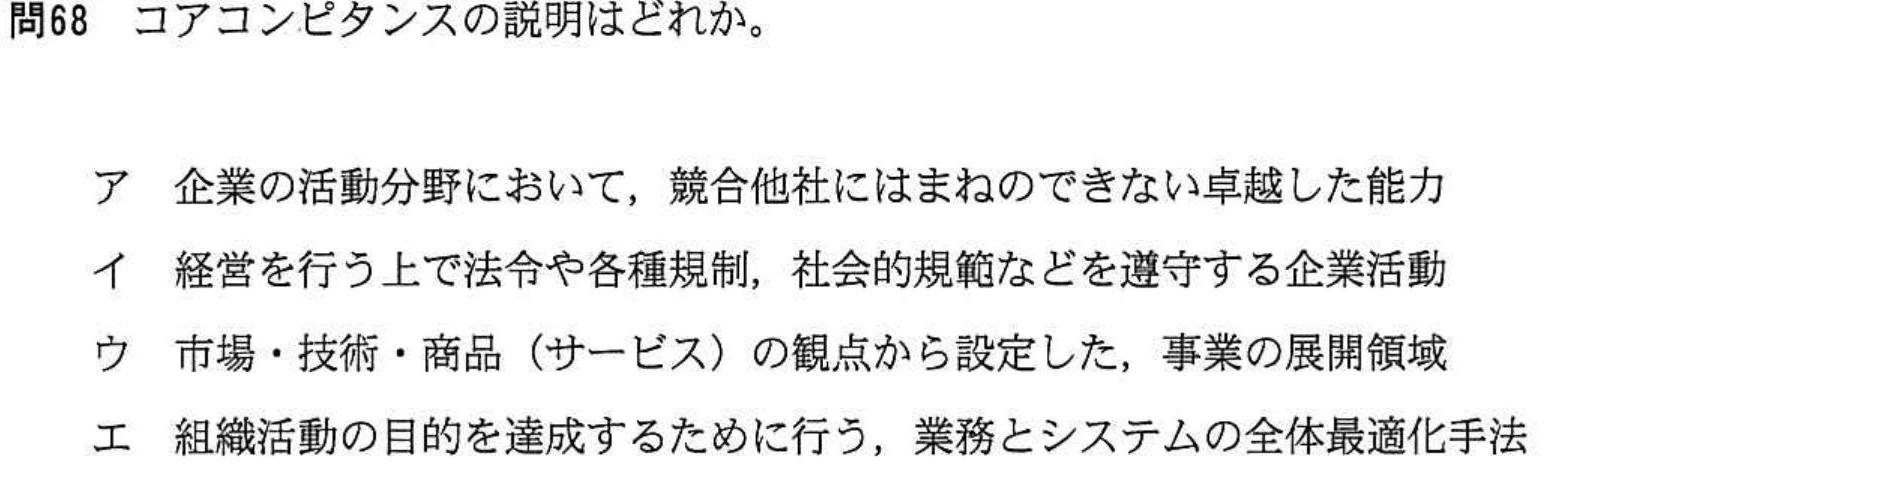 問68　コアコンピタンスの説明はどれか。
ア　企業の活動分野において，競合他社にはまねのできない卓越した能力
イ　経営を行う上で法令や各種規制，社会的規範などを遵守する企業活動
ウ　市場・技術・商品（サービス）の観点から設定した，事業の展開領域
エ　組織活動の目的を達成するために行う，業務とシステムの全体最適化手法